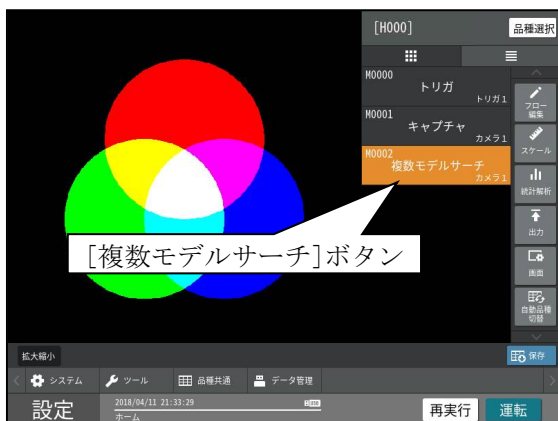 [H000]
品種選択
M0000
トリガ
トリガ1
M0001
キャプチャ
カメラ1
M0002
複数モデルサーチ
カメラ1
フロー
編集
スケール
統計解析
出力
画面
自動品種
切替
[複数モデルサーチ]ボタン
拡大縮小
保存
システム
ツール
品種共通
データ管理
設定
2018/04/11 21:33:29
ホーム
再実行
運転